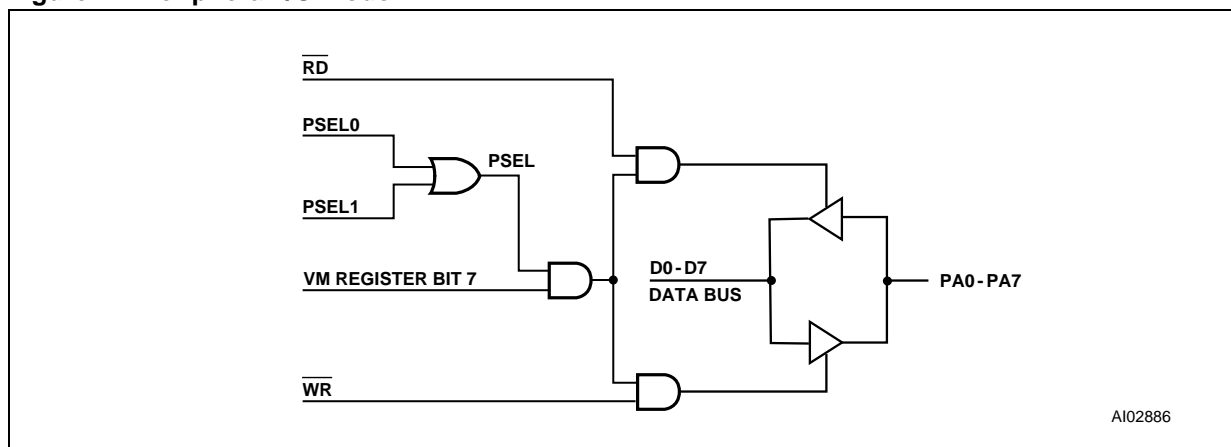 RD
PSEL0
PSEL
PSEL1
VM REGISTER BIT 7
D0-D7
DATA BUS
PA0-PA7
WR
AI02886